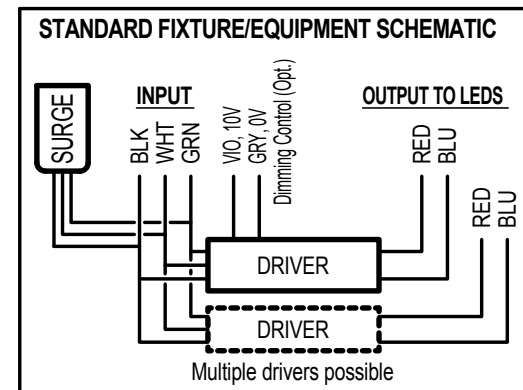 STANDARD FIXTURE/EQUIPMENT SCHEMATIC
SURGE
INPUT
BLK
WHT
GRN
VIO, 10V
GRY, 0V
Dimming Control (Opt.)
OUTPUT TO LEDS
RED
BLU
RED
BLU
DRIVER
DRIVER
Multiple drivers possible